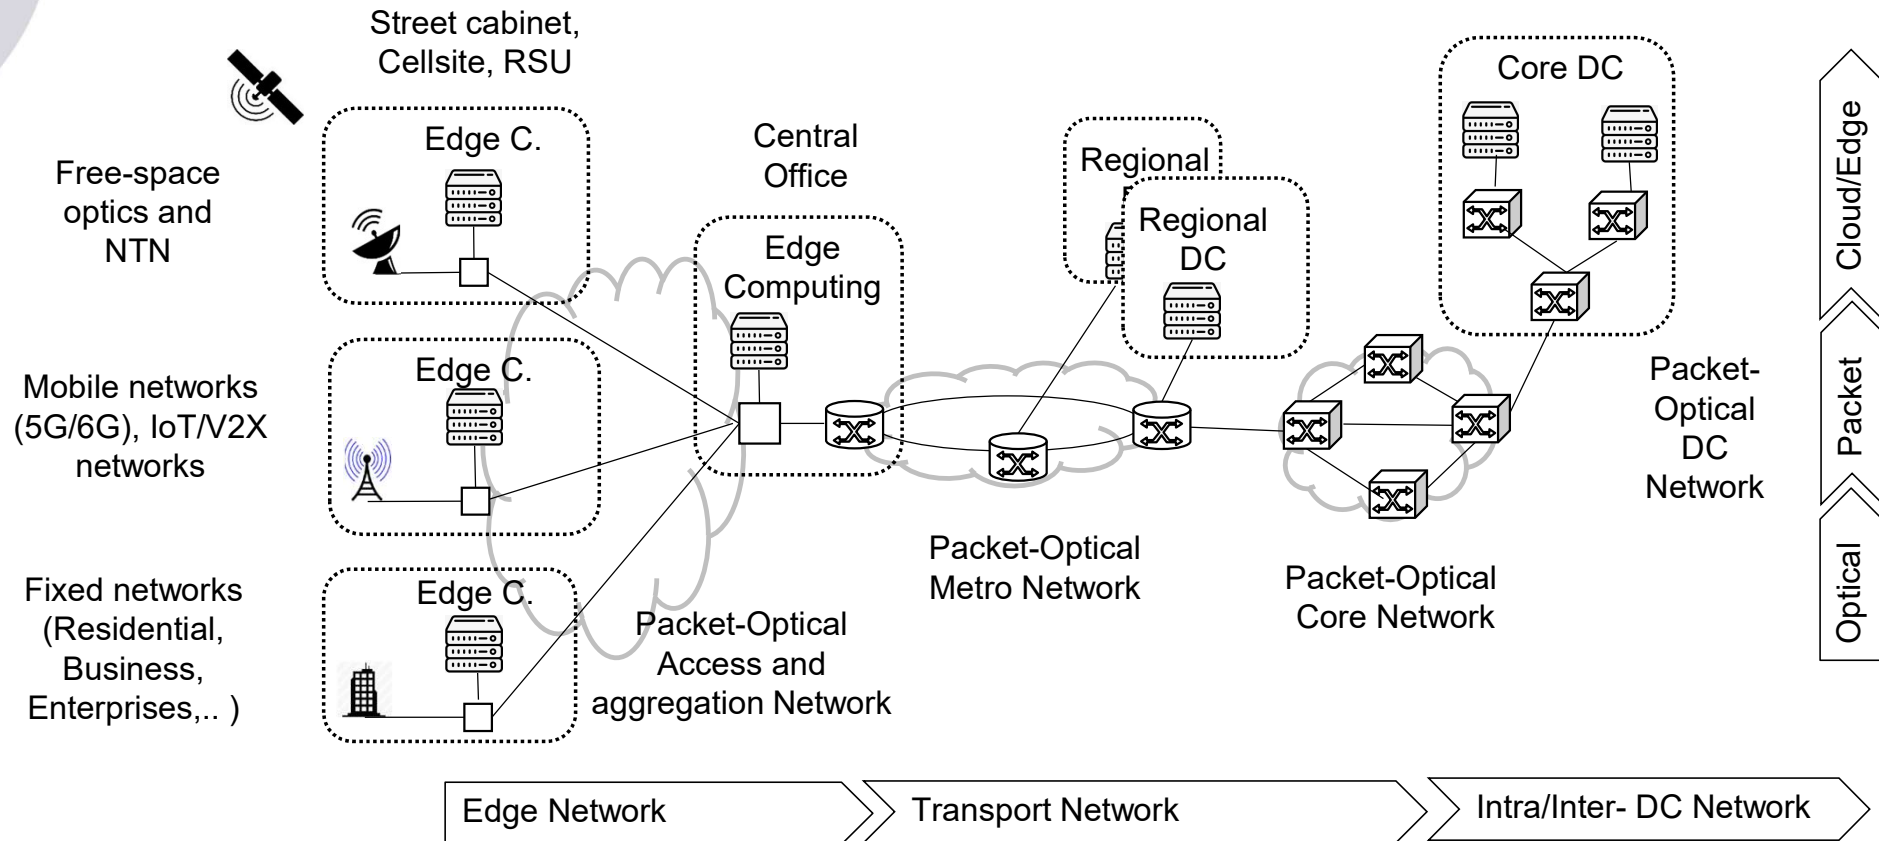 Street cabinet,
Cellsite, RSU
Free-space
optics and
NTN
Edge C.
Mobile networks
(5G/6G), IoT/V2X
networks
Edge C.
Fixed networks
(Residential,
Business,
Enterprises,.. )
Edge C.
Packet-Optical
Access and
aggregation Network
Central
Office
Edge
Computing
Packet-Optical
Metro Network
Regional
Regional
DC
Packet-Optical
Core Network
Core DC
Packet-
Optical
DC
Network
Cloud/Edge
Packet
Optical
Edge Network
Transport Network
Intra/Inter- DC Network